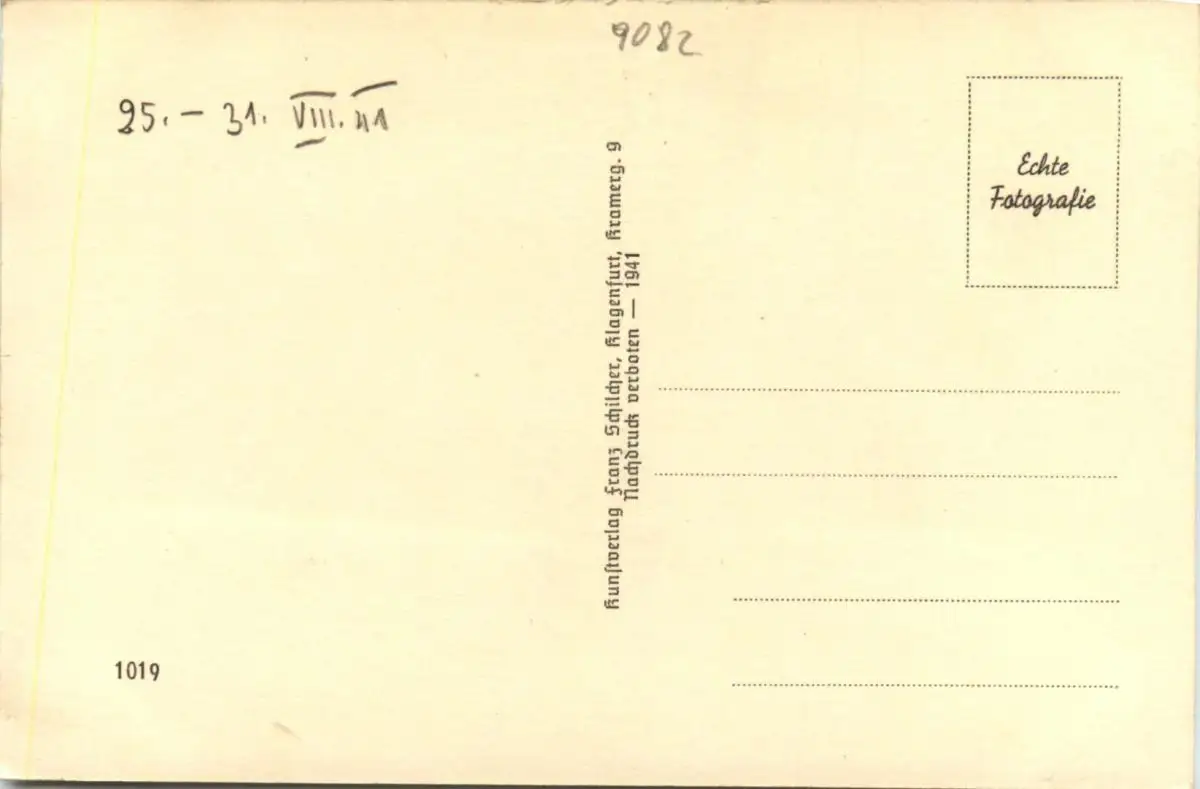 9082
25. – 31. VIII. 41
Echte
Fotografie
Kunstverlag Franz Schilcher, Klagenfurt, Kramerg. 9
Nachdruck verboten — 1941
1019